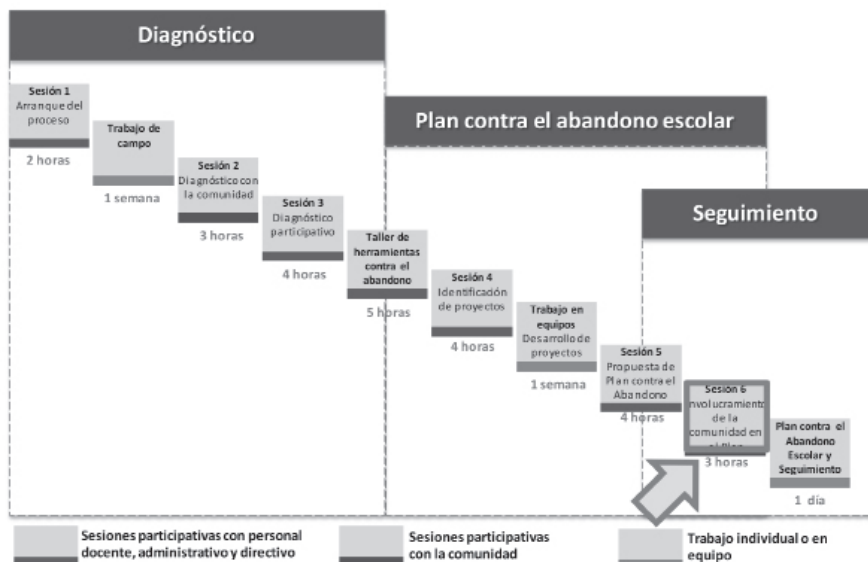 Diagnóstico
Plan contra el abandono escolar
Seguimiento
Sesión 1
Arranque del
proceso
2 horas
Trabajo de
campo
1 semana
Sesión 2
Diagnóstico con
la comunidad
3 horas
Sesión 3
Diagnóstico
participativo
4 horas
Taller de
herramientas
contra el
abandono
5 horas
Sesión 4
Identificación
de proyectos
4 horas
Trabajo en
equipos
Desarrollo de
proyectos
1 semana
Sesión 5
Propuesta de
Plan contra el
Abandono
4 horas
Sesión 6
nvolucramiento
de la
comunidad en
el Plan
3 horas
Plan contra el
Abandono
Escolar y
Seguimiento
1 día
Sesiones participativas con personal
docente, administrativo y directivo
Sesiones participativas
con la comunidad
Trabajo individual o en
equipo